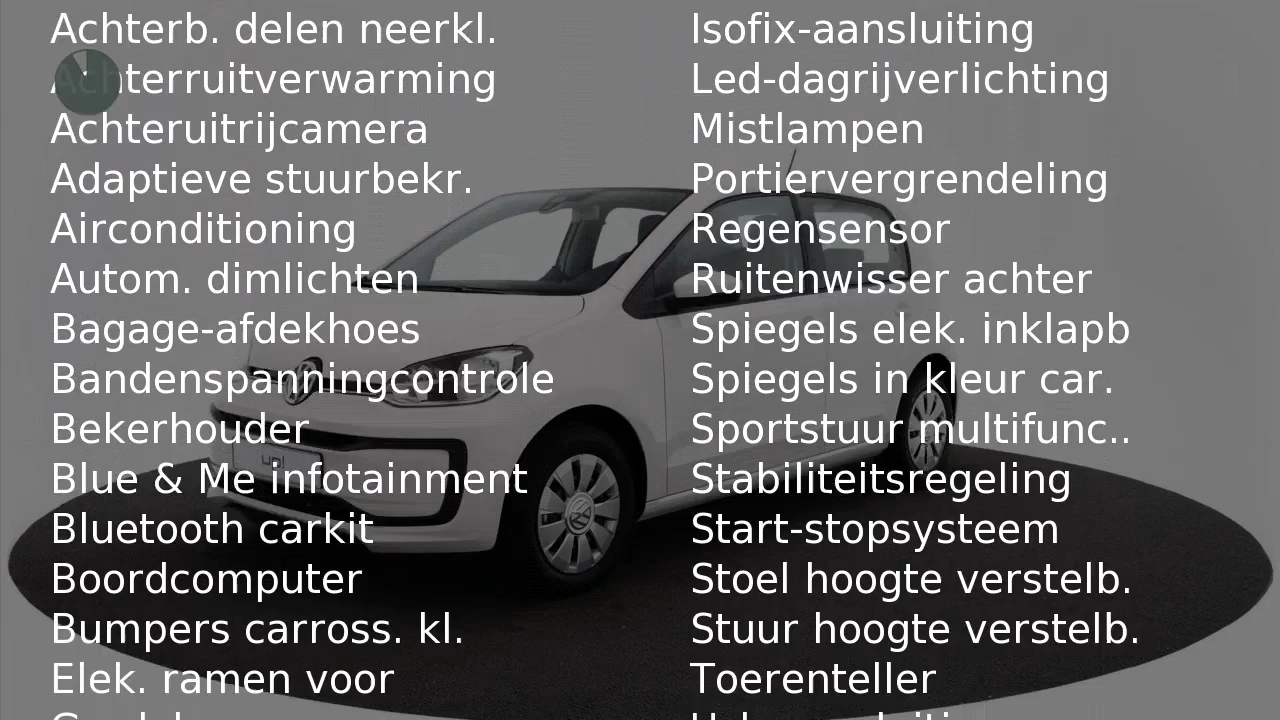 Achterb. delen neerkl.
Achterruitverwarming
Achteruitrijcamera
Adaptieve stuurbekr.
Airconditioning
Autom. dimlichten
Bagage-afdekhoes
Bandenspanningcontrole
Bekerhouder
Blue & Me infotainment
Bluetooth carkit
Boordcomputer
Bumpers carross. kl.
Elek. ramen voor
Isofix-aansluiting
Led-dagrijverlichting
Mistlampen
Portiervergrendeling
Regensensor
Ruitenwisser achter
Spiegels elek. inklapb
Spiegels in kleur car.
Sportstuur multifunc..
Stabiliteitsregeling
Start-stopsysteem
Stoel hoogte verstelb.
Stuur hoogte verstelb.
Toerenteller
up!